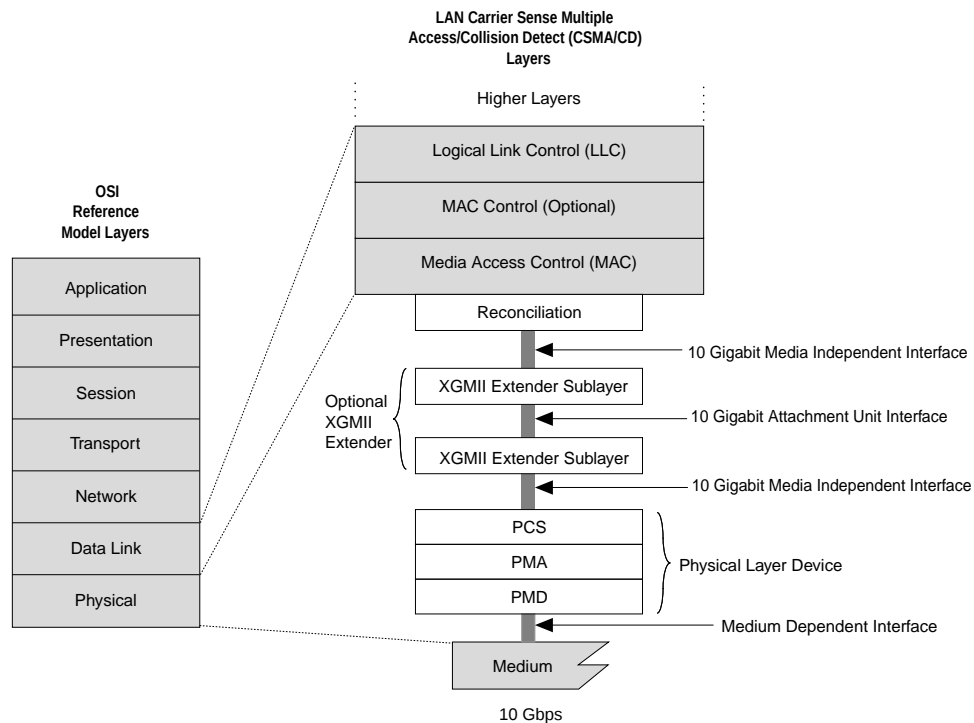 LAN Carrier Sense Multiple
Access/Collision Detect (CSMA/CD)
Layers
Higher Layers
Logical Link Control (LLC)
MAC Control (Optional)
Media Access Control (MAC)
Reconciliation
10 Gigabit Media Independent Interface
Optional
XGMII
Extender
XGMII Extender Sublayer
10 Gigabit Attachment Unit Interface
XGMII Extender Sublayer
10 Gigabit Media Independent Interface
PCS
PMA
PMD
Physical Layer Device
Medium Dependent Interface
Medium
10 Gbps
OSI
Reference
Model Layers
Application
Presentation
Session
Transport
Network
Data Link
Physical